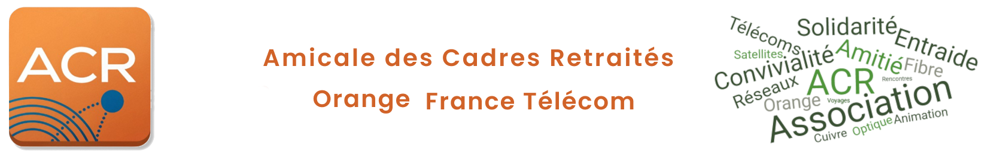 ACR
Amicale des Cadres Retraités
Orange France Télécom
Télécoms
Solidarité
Entraide
Satellites
Convivialité
Amitié
Fibre
Réseaux
ACR
Rencontres
Orange
Voyages
Association
Cuivre
Optique
Animation